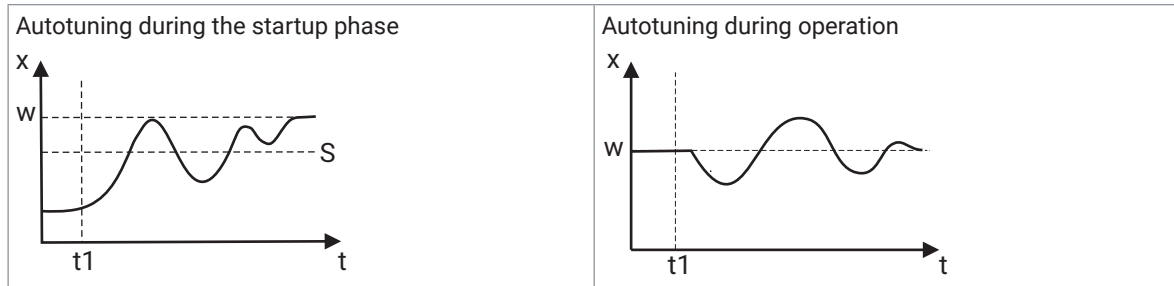 Autotuning during the startup phase
x
w
S
t1
t
Autotuning during operation
x
w
t1
t